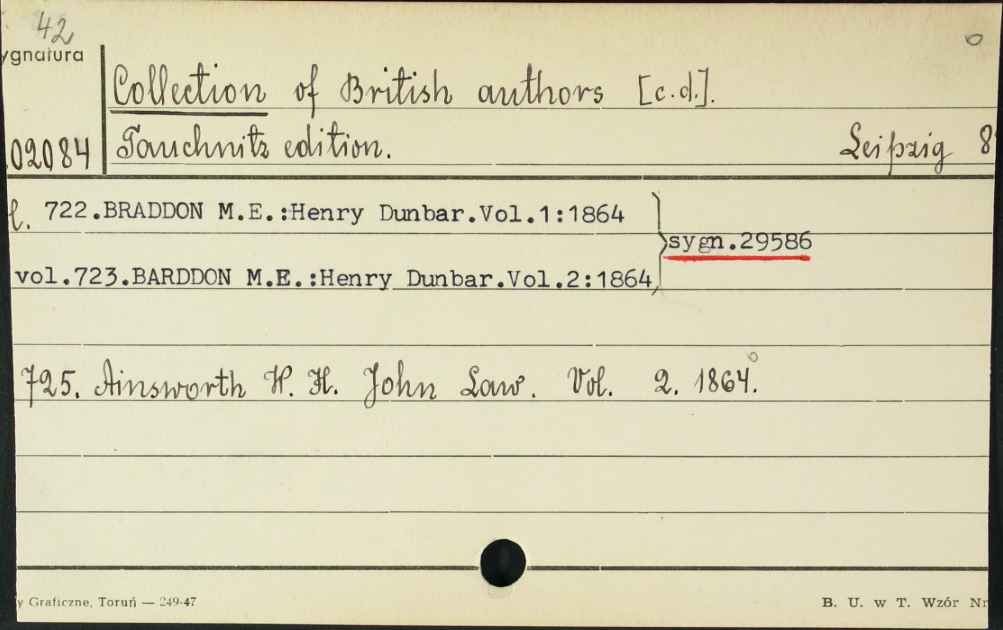 42
ygnatura
Collection of British authors [c.d.].
02084 Tauchnitz edition. Leipzig 8
l. 722.BRADDON M.E.:Henry Dunbar.Vol.1:1864
sygn.29586
vol.723.BARDDON M.E.:Henry Dunbar.Vol.2:1864
725. Ainsworth W. H. John Law. Vol. 2. 1864.
y Graficzne, Toruń — 249-47 B. U. w T. Wzór Nr